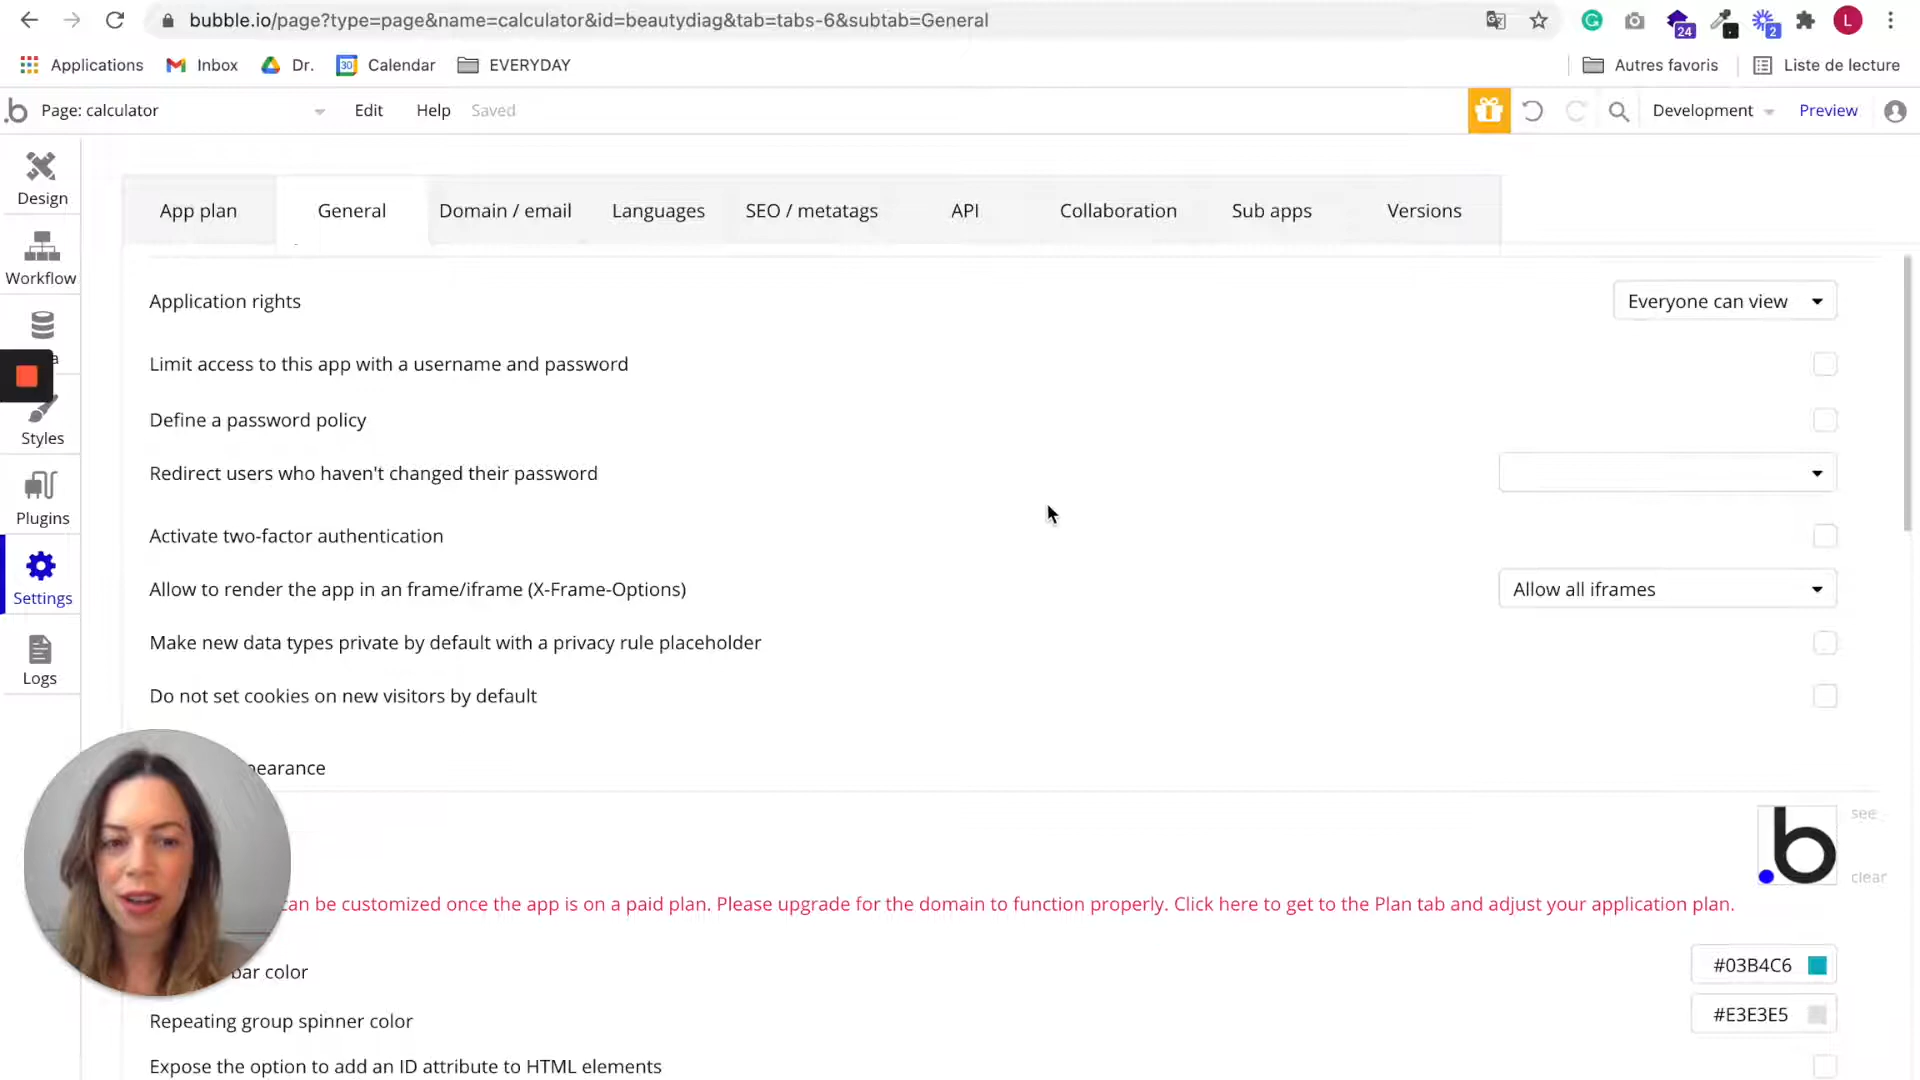 bubble.io/page?type=page&name=calculator&id=beautydiag&tab=tabs-6&subtab=General
24
2
L
Applications
Inbox
Dr.
30
Calendar
EVERYDAY
Autres favoris
Liste de lecture
.b
Page: calculator
Edit
Help
Saved
Development
Preview
Design
Workflow
a
Styles
Plugins
Settings
Logs
App plan
General
Domain / email
Languages
SEO / metatags
API
Collaboration
Sub apps
Versions
Application rights
Everyone can view
Limit access to this app with a username and password
Define a password policy
Redirect users who haven't changed their password
Activate two-factor authentication
Allow to render the app in an frame/iframe (X-Frame-Options)
Allow all iframes
Make new data types private by default with a privacy rule placeholder
Do not set cookies on new visitors by default
pearance
.b
see
clear
can be customized once the app is on a paid plan. Please upgrade for the domain to function properly. Click here to get to the Plan tab and adjust your application plan.
bar color
#03B4C6
Repeating group spinner color
#E3E3E5
Expose the option to add an ID attribute to HTML elements